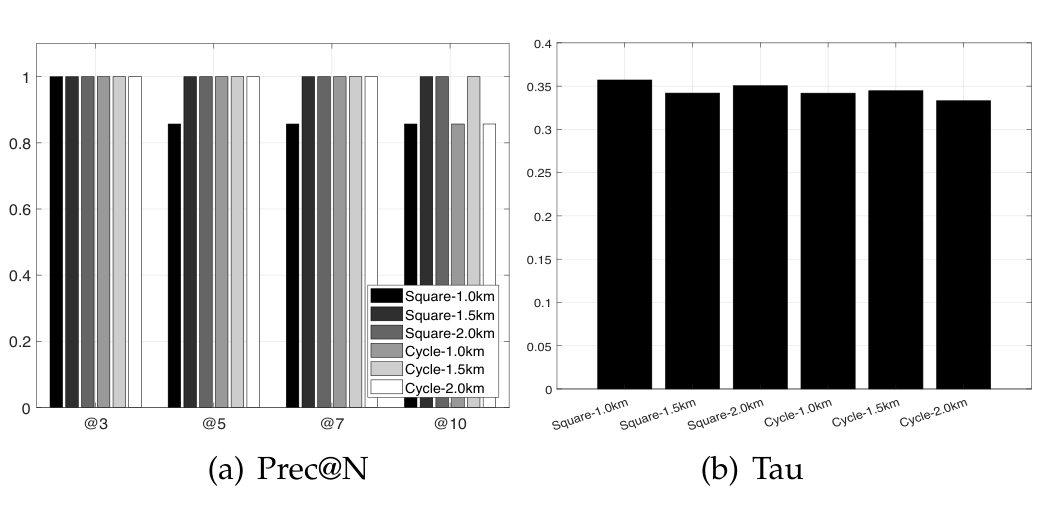 1
0.8
0.6
0.4
0.2
0
@3
@5
@7
@10
Square-1.0km
Square-1.5km
Square-2.0km
Cycle-1.0km
Cycle-1.5km
Cycle-2.0km
(a) Prec@N
0.4
0.35
0.3
0.25
0.2
0.15
0.1
0.05
0
Square-1.0km
Square-1.5km
Square-2.0km
Cycle-1.0km
Cycle-1.5km
Cycle-2.0km
(b) Tau